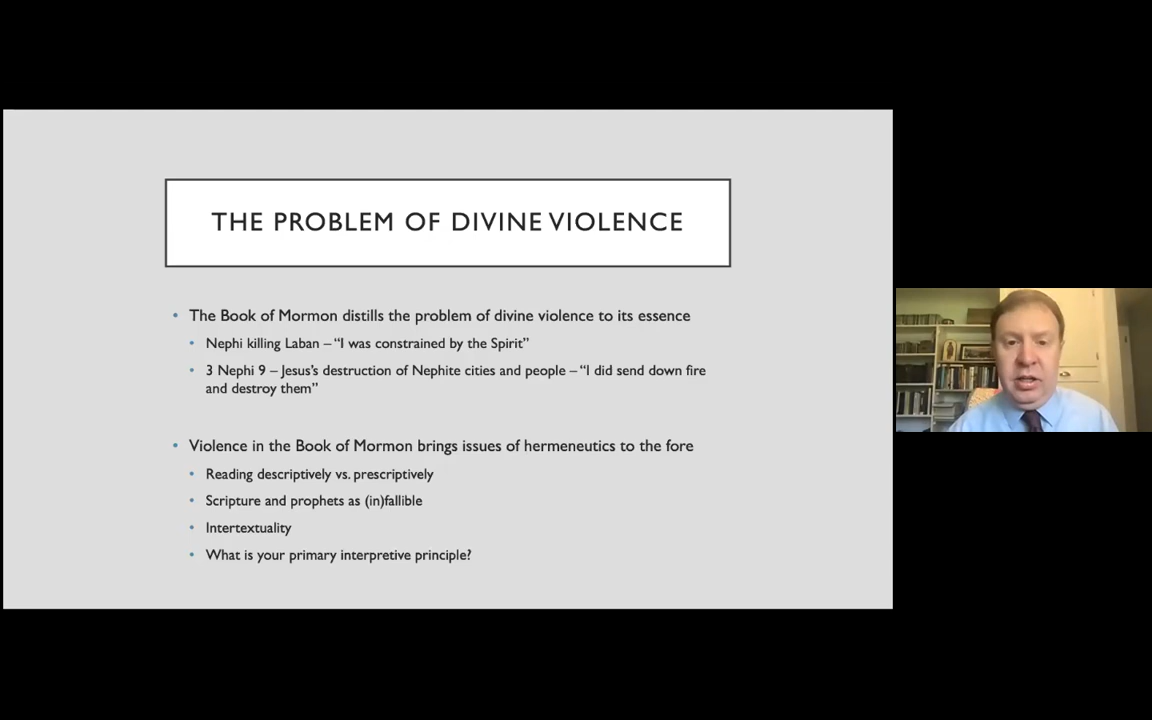 THE PROBLEM OF DIVINE VIOLENCE
• The Book of Mormon distills the problem of divine violence to its essence
• Nephi killing Laban – “I was constrained by the Spirit”
• 3 Nephi 9 – Jesus’s destruction of Nephite cities and people – “I did send down fire
and destroy them”
• Violence in the Book of Mormon brings issues of hermeneutics to the fore
• Reading descriptively vs. prescriptively
• Scripture and prophets as (in)fallible
• Intertextuality
• What is your primary interpretive principle?